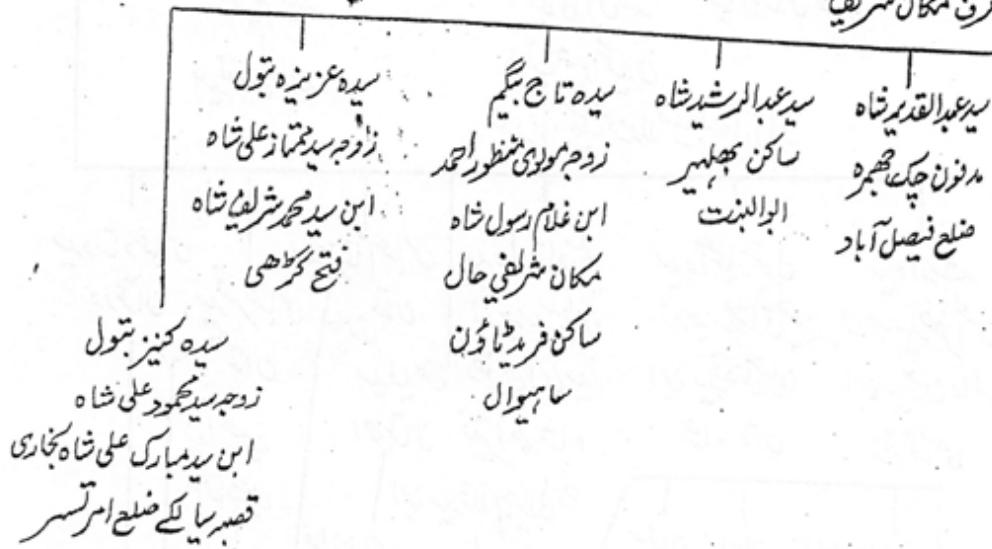 مکان شریف
سید عبدالقدیر شاہ
مدفون چک جھمرہ
ضلع فیصل آباد
سید عبدالرشید شاہ
ساکن بھلیر
ابوالبنت
سیدہ تاج بیگم
زوجہ مولوی منظور احمد
ابن غلام رسول شاہ
مکان شریفی حال
ساکن فرید ٹاؤن
ساہیوال
سیدہ عزیزہ بتول
زوجہ سید ممتاز علی شاہ
ابن سید محمد شریف شاہ
فتح گڑھی
سیدہ کنیز بتول
زوجہ سید محمود علی شاہ
ابن سید مبارک علی شاہ بخاری
قصبہ سیالکے ضلع امرتسر